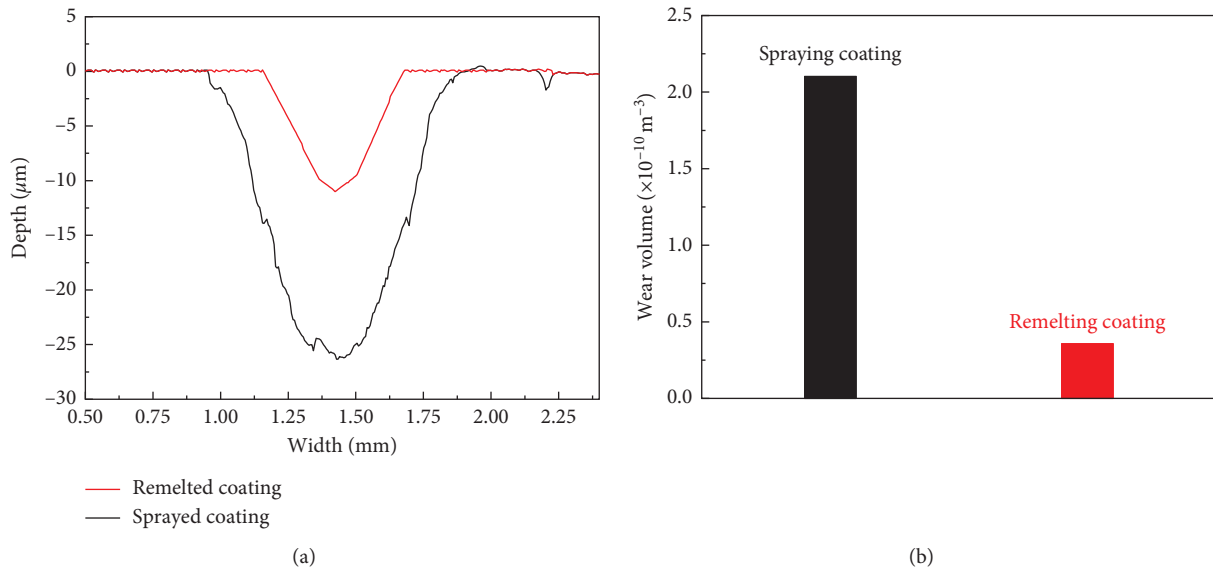 5
0
−5
−10
−15
−20
−25
−30
Depth (μm)
0.50 0.75 1.00 1.25 1.50 1.75 2.00 2.25
Width (mm)
Remelted coating
Sprayed coating
(a)
2.5
2.0
1.5
1.0
0.5
0.0
Wear volume (×10⁻¹⁰ m⁻³)
Spraying coating
Remelting coating
(b)